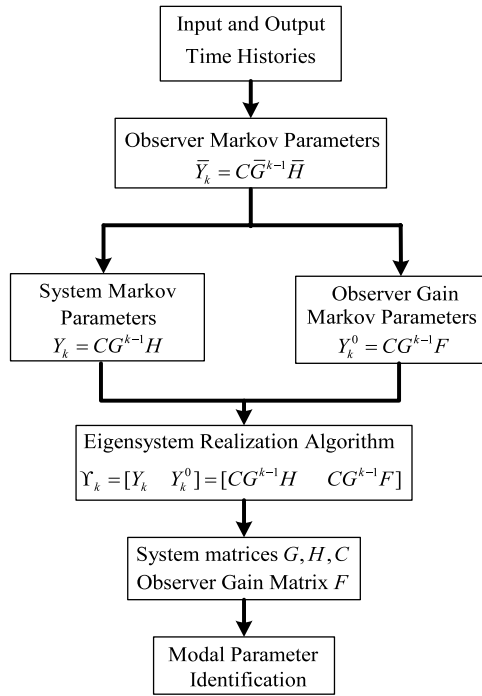 Input and Output
Time Histories
Observer Markov Parameters
Y̅_k = CG̅^{k−1}H̅
System Markov
Parameters
Y_k = CG^{k−1}H
Observer Gain
Markov Parameters
Y_k^0 = CG^{k−1}F
Eigensystem Realization Algorithm
ϒ_k = [Y_k Y_k^0] = [CG^{k−1}H CG^{k−1}F]
System matrices G, H, C
Observer Gain Matrix F
Modal Parameter
Identification